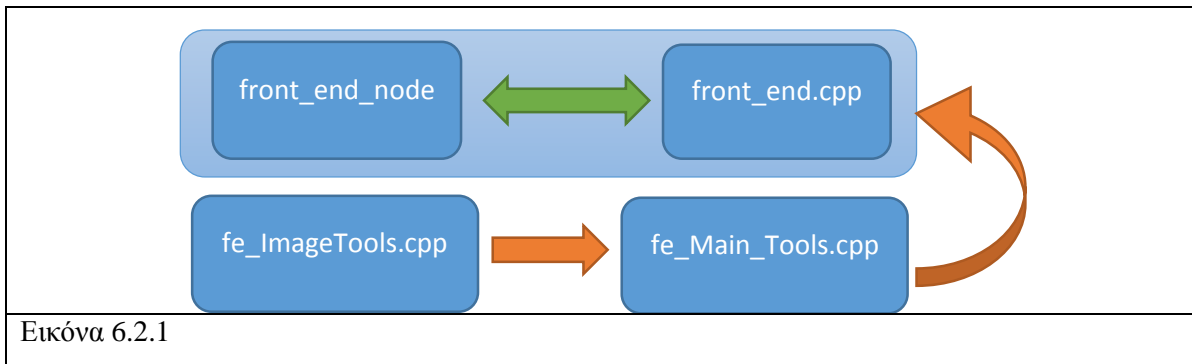 front_end_node
front_end.cpp
fe_ImageTools.cpp
fe_Main_Tools.cpp
Εικόνα 6.2.1